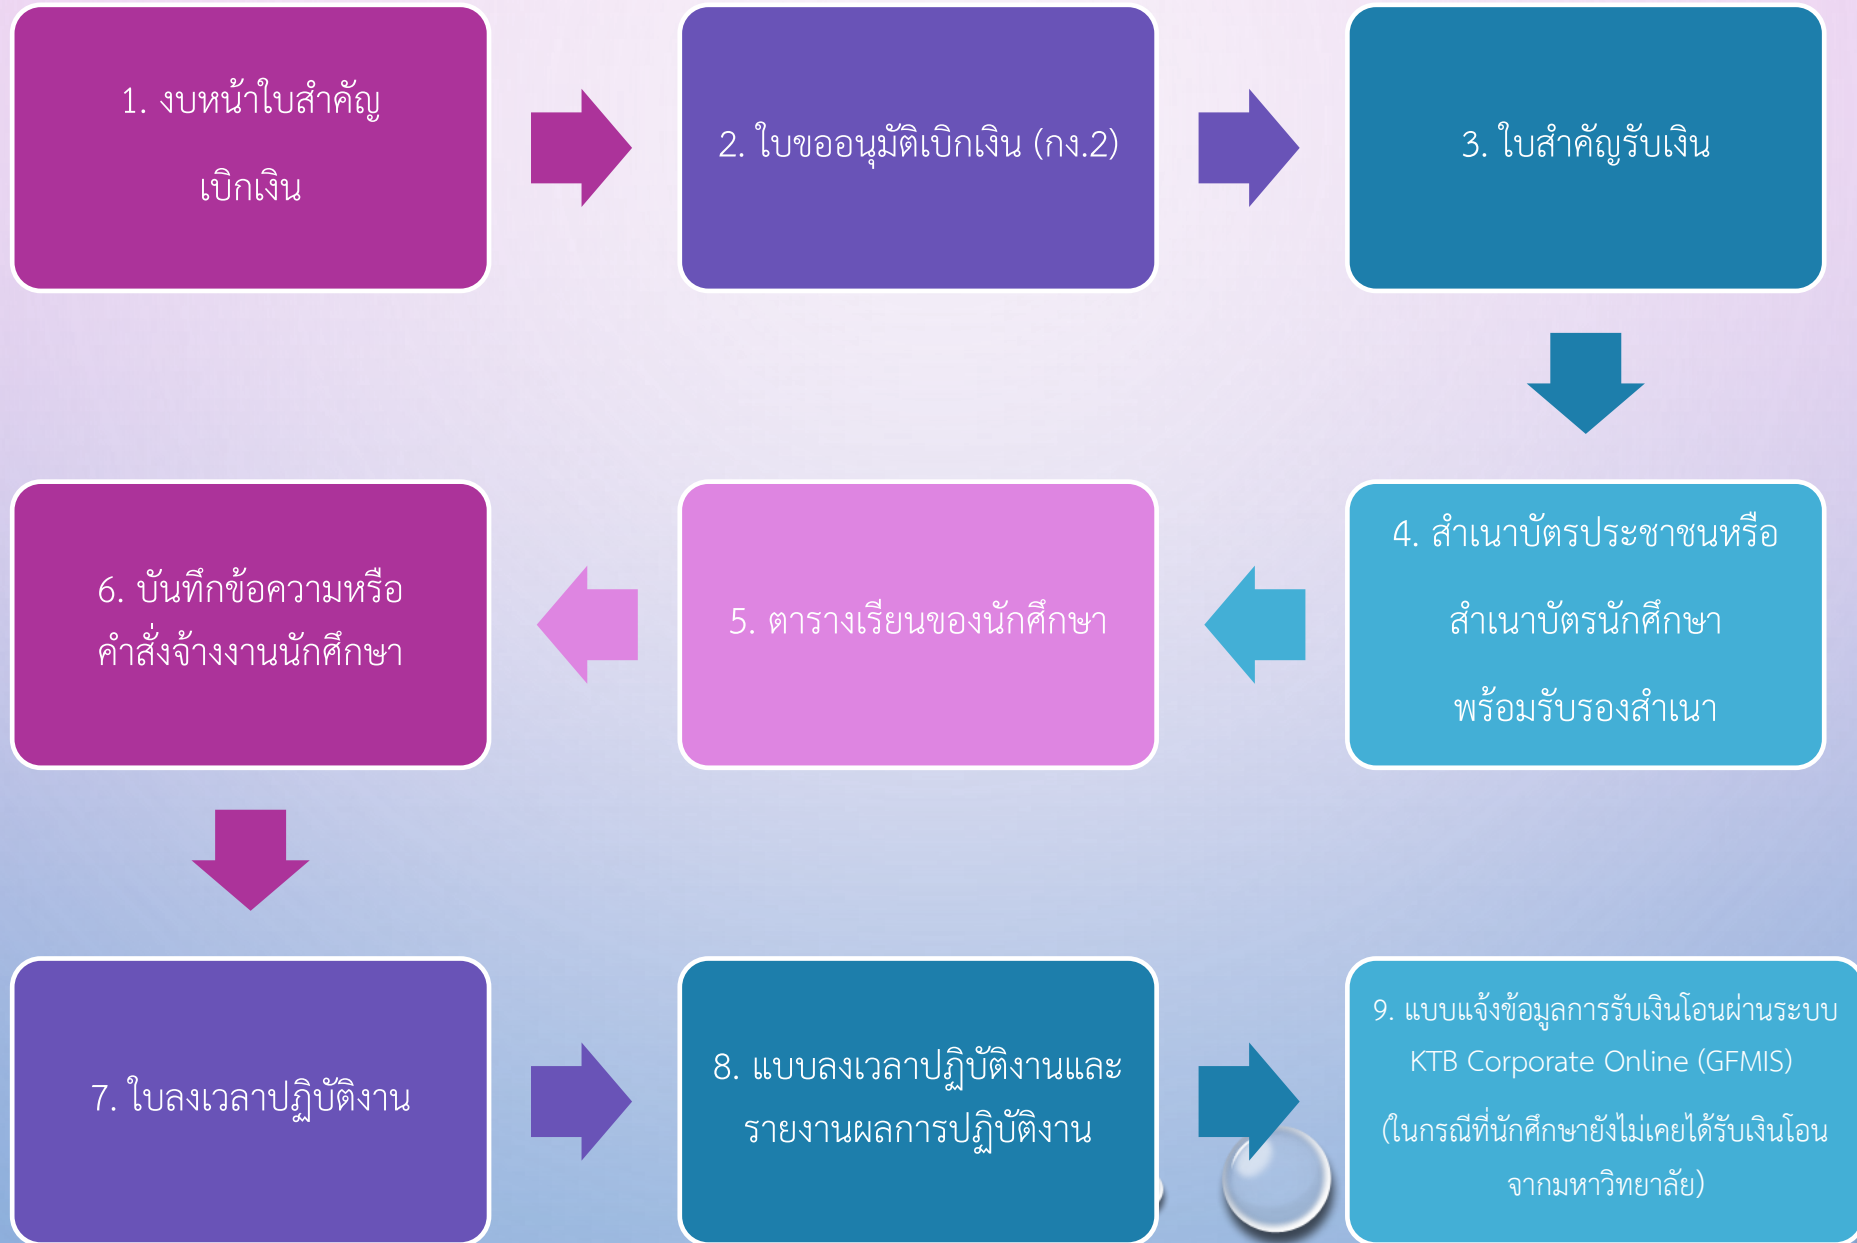 1. งบหน้าใบสำคัญ
เบิกเงิน
2. ใบขออนุมัติเบิกเงิน (กง.2)
3. ใบสำคัญรับเงิน
4. สำเนาบัตรประชาชนหรือ
สำเนาบัตรนักศึกษา
พร้อมรับรองสำเนา
5. ตารางเรียนของนักศึกษา
6. บันทึกข้อความหรือ
คำสั่งจ้างงานนักศึกษา
7. ใบลงเวลาปฏิบัติงาน
8. แบบลงเวลาปฏิบัติงานและ
รายงานผลการปฏิบัติงาน
9. แบบแจ้งข้อมูลการรับเงินโอนผ่านระบบ
KTB Corporate Online (GFMIS)
(ในกรณีที่นักศึกษายังไม่เคยได้รับเงินโอน
จากมหาวิทยาลัย)